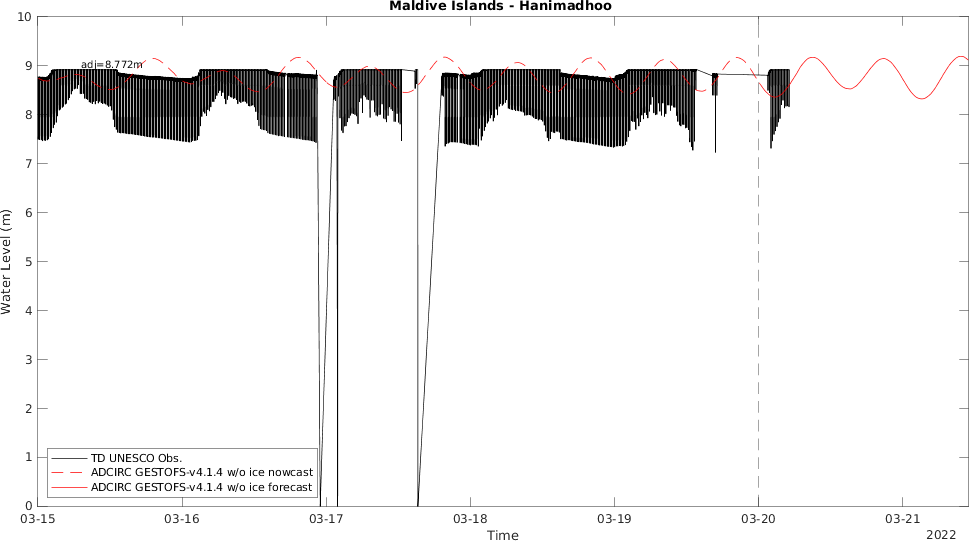 Maldive Islands - Hanimadhoo
10
9
8
7
6
5
4
3
2
1
0
Water Level (m)
adj=8.772m
TD UNESCO Obs.
ADCIRC GESTOFS-v4.1.4 w/o ice nowcast
ADCIRC GESTOFS-v4.1.4 w/o ice forecast
03-15 03-16 03-17 03-18 03-19 03-20 03-21
Time
2022